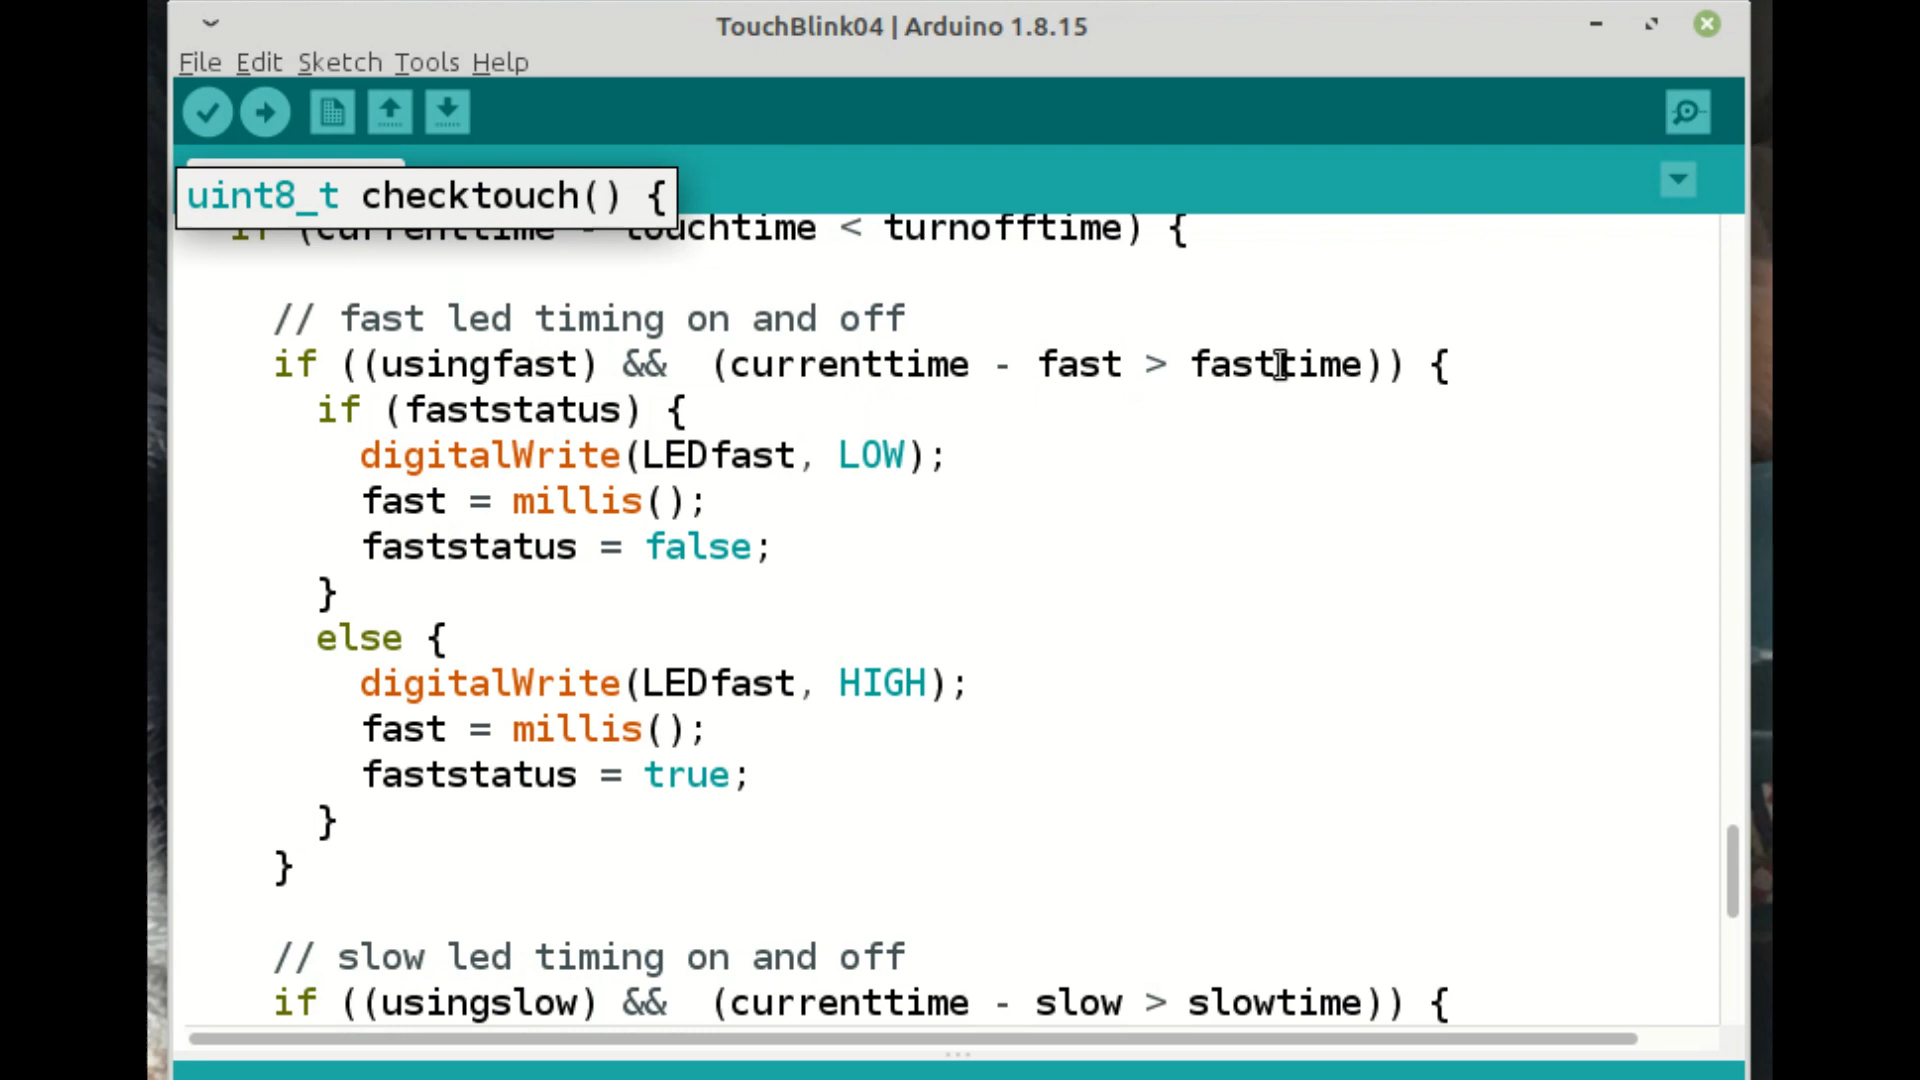 TouchBlink04 | Arduino 1.8.15
File Edit Sketch Tools Help
uint8_t checktouch() {
if (currenttime - touchtime < turnofftime) {
// fast led timing on and off
if ((usingfast) &&  (currenttime - fast > fasttime)) {
if (faststatus) {
digitalWrite(LEDfast, LOW);
fast = millis();
faststatus = false;
}
else {
digitalWrite(LEDfast, HIGH);
fast = millis();
faststatus = true;
}
}
// slow led timing on and off
if ((usingslow) &&  (currenttime - slow > slowtime)) {